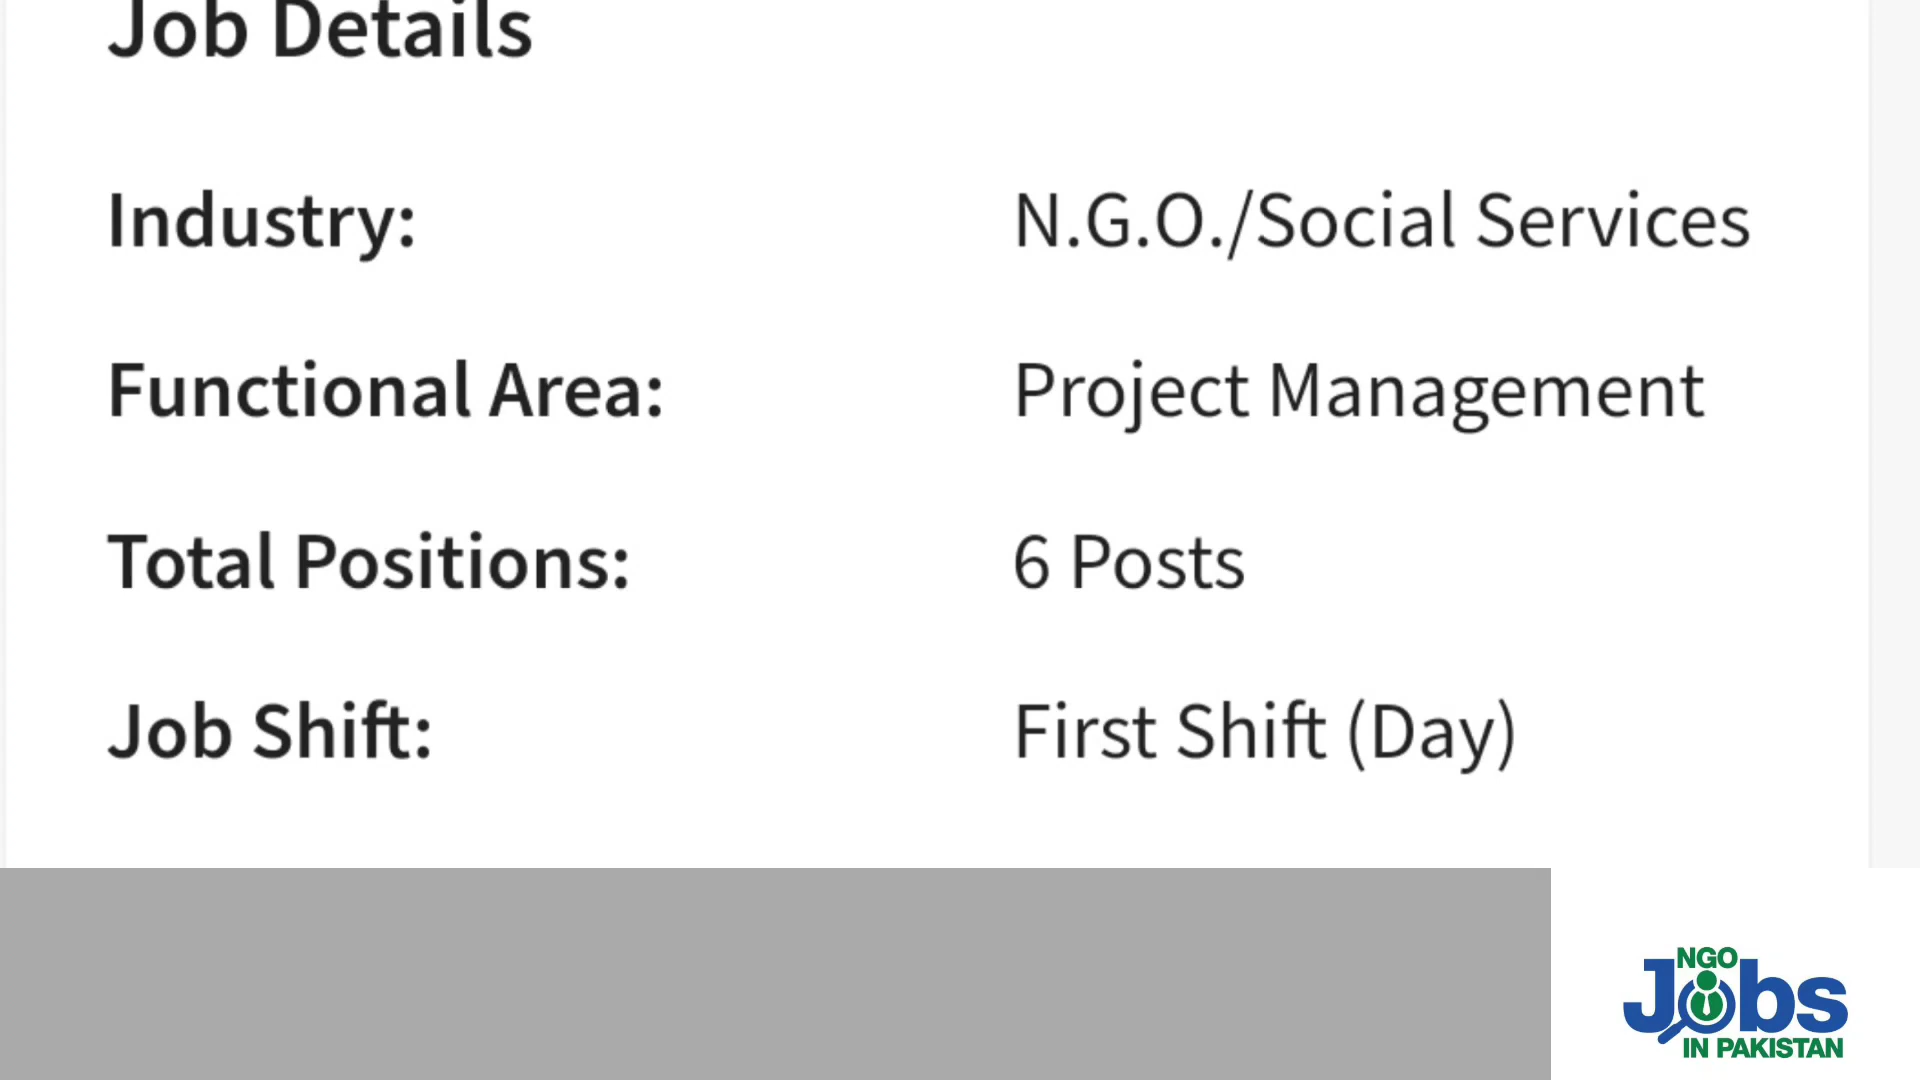 Job Details
Industry: N.G.O./Social Services
Functional Area: Project Management
Total Positions: 6 Posts
Job Shift: First Shift (Day)
NGO
Jobs
IN PAKISTAN